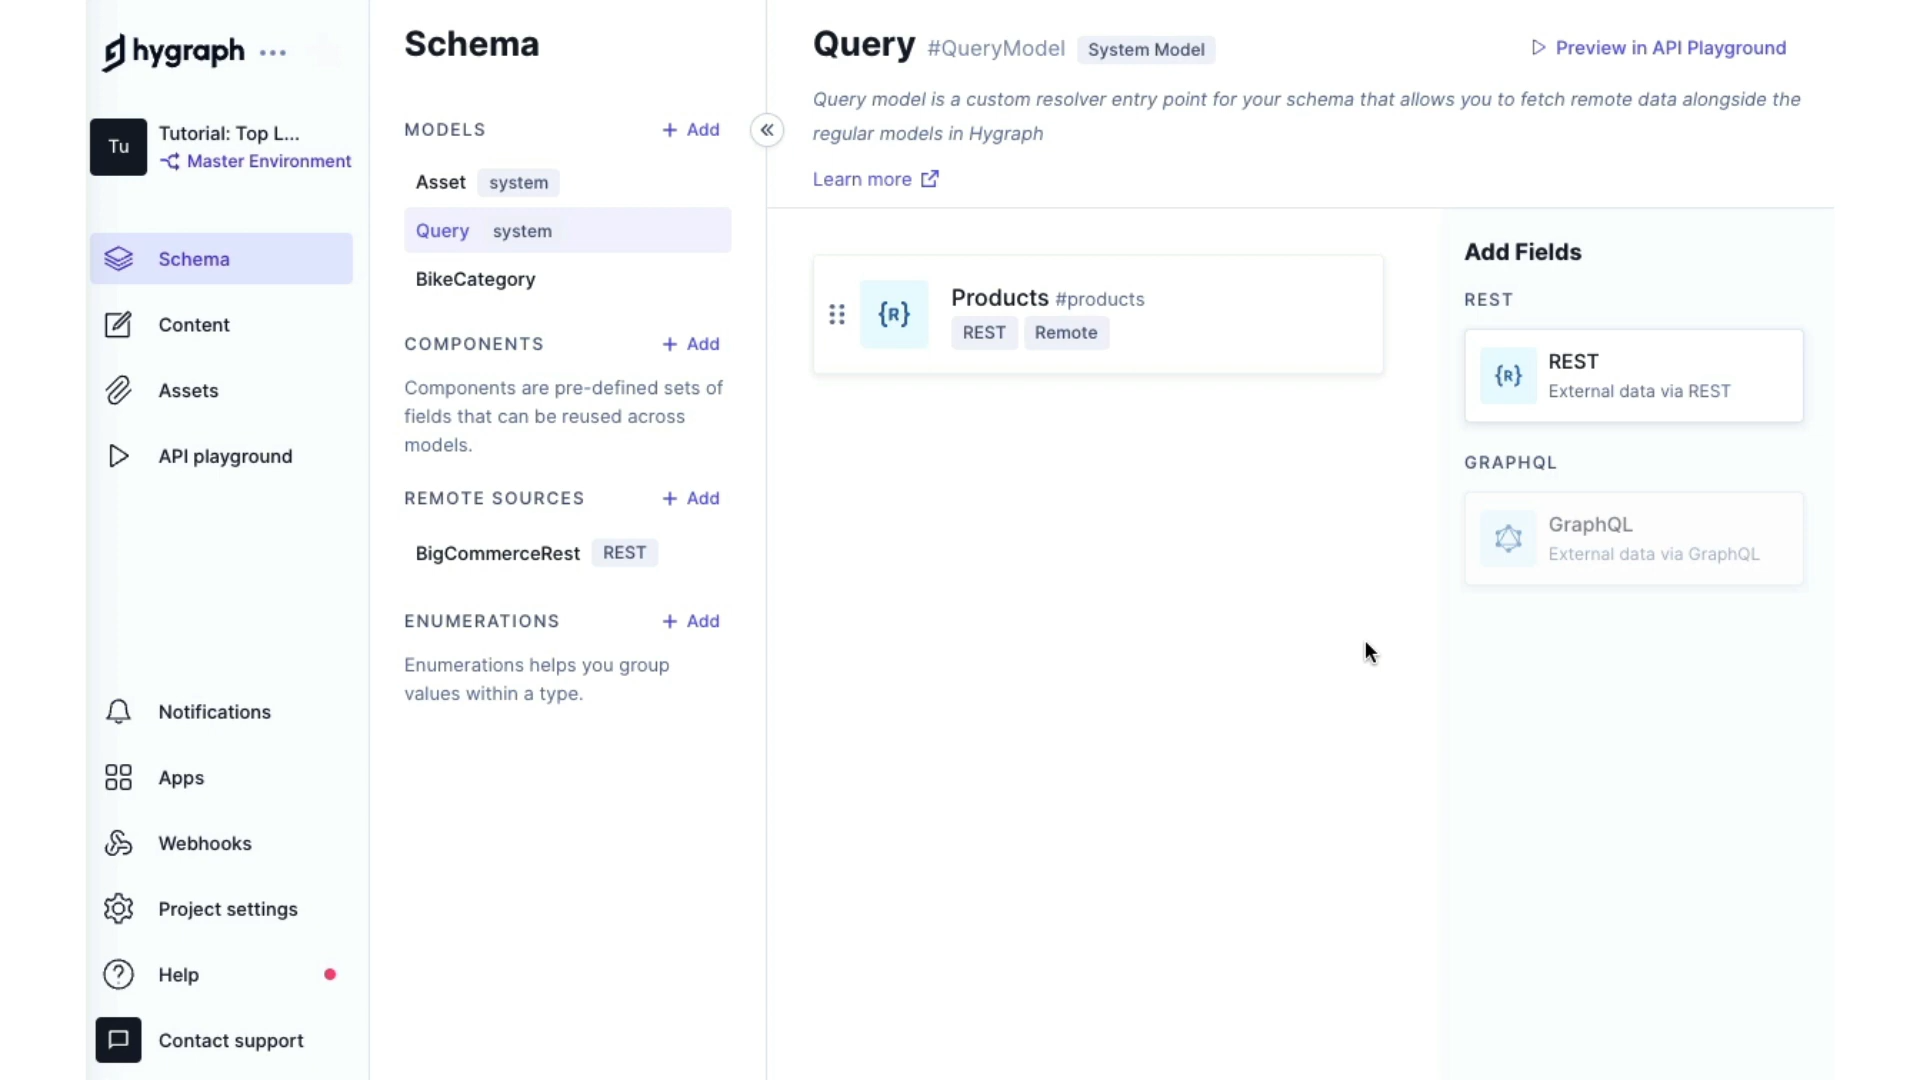 hygraph
Tu
Tutorial: Top L...
Master Environment
Schema
Content
Assets
API playground
Notifications
Apps
Webhooks
Project settings
Help
Contact support
Schema
MODELS
+ Add
Asset system
Query system
BikeCategory
COMPONENTS
+ Add
Components are pre-defined sets of
fields that can be reused across
models.
REMOTE SOURCES
+ Add
BigCommerceRest REST
ENUMERATIONS
+ Add
Enumerations helps you group
values within a type.
Query #QueryModel System Model
Preview in API Playground
Query model is a custom resolver entry point for your schema that allows you to fetch remote data alongside the
regular models in Hygraph
Learn more
{R}
Products #products
REST Remote
Add Fields
REST
{R}
REST
External data via REST
GRAPHQL
GraphQL
External data via GraphQL